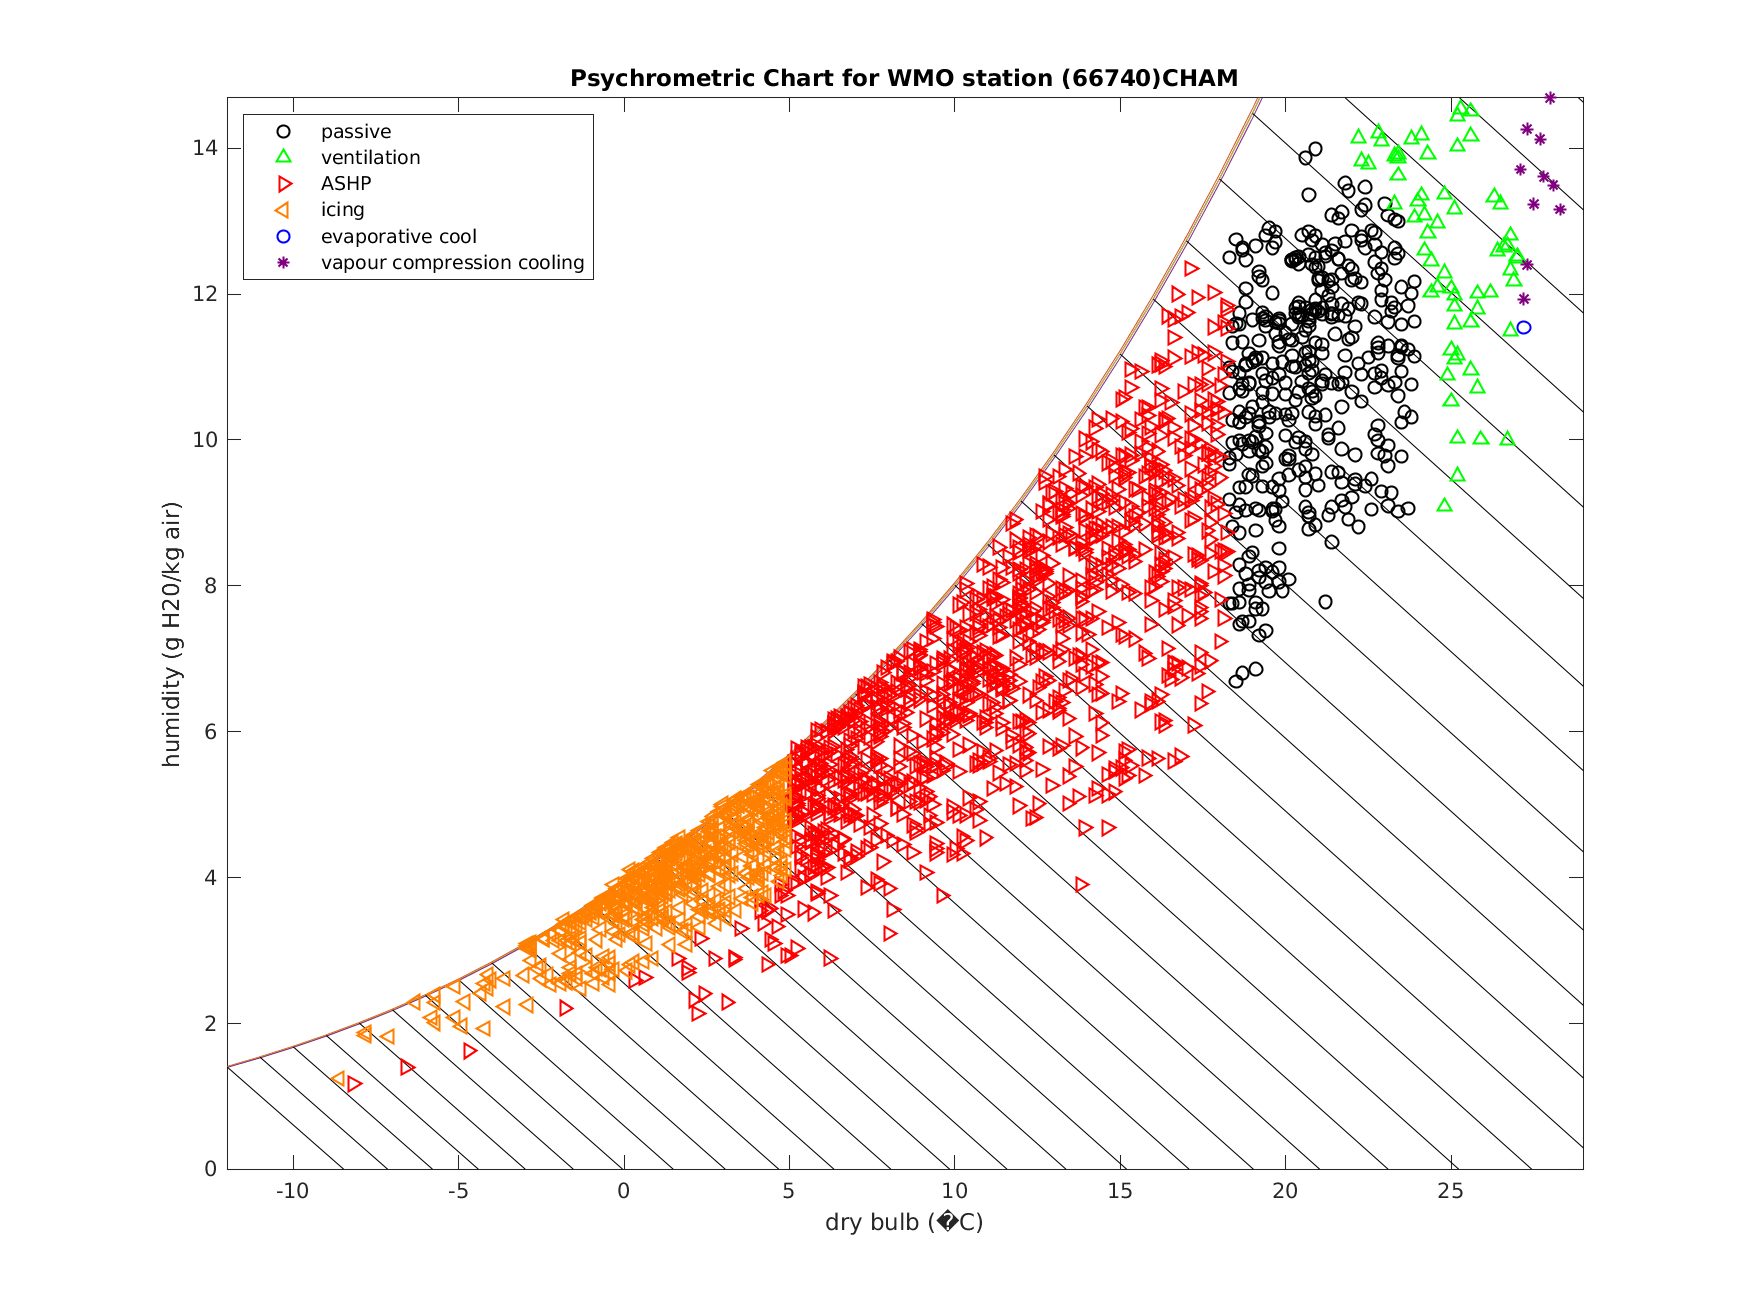 Psychrometric Chart for WMO station (66740)CHAM
passive
ventilation
ASHP
icing
evaporative cool
vapour compression cooling
humidity (g H20/kg air)
14
12
10
8
6
4
2
0
-10 -5 0 5 10 15 20 25
dry bulb (�C)